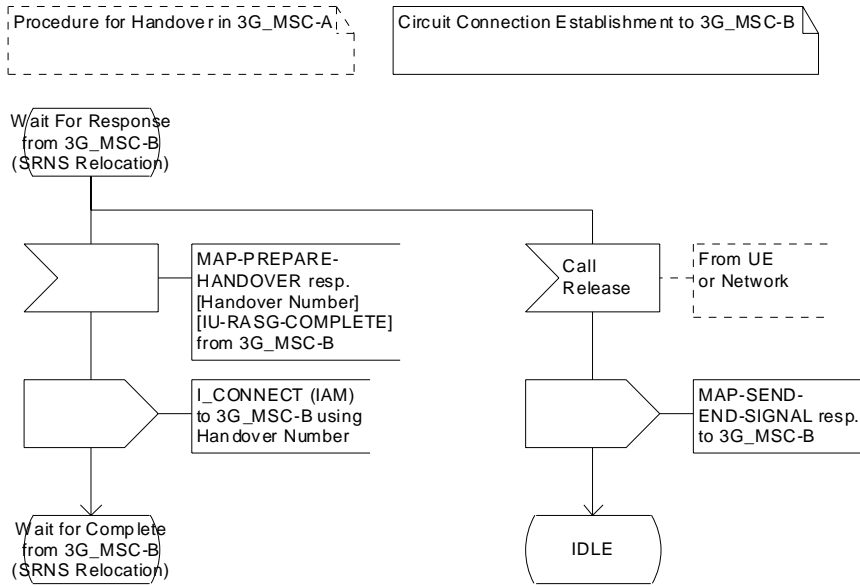 Procedure for Handover in 3G_MSC-A
Circuit Connection Establishment to 3G_MSC-B
Wait For Response
from 3G_MSC-B
(SRNS Relocation)
MAP-PREPARE-
HANDOVER resp.
[Handover Number]
[IU-RASG-COMPLETE]
from 3G_MSC-B
Call
Release
From UE
or Network
I_CONNECT (IAM)
to 3G_MSC-B using
Handover Number
MAP-SEND-
END-SIGNAL resp.
to 3G_MSC-B
Wait for Complete
from 3G_MSC-B
(SRNS Relocation)
IDLE